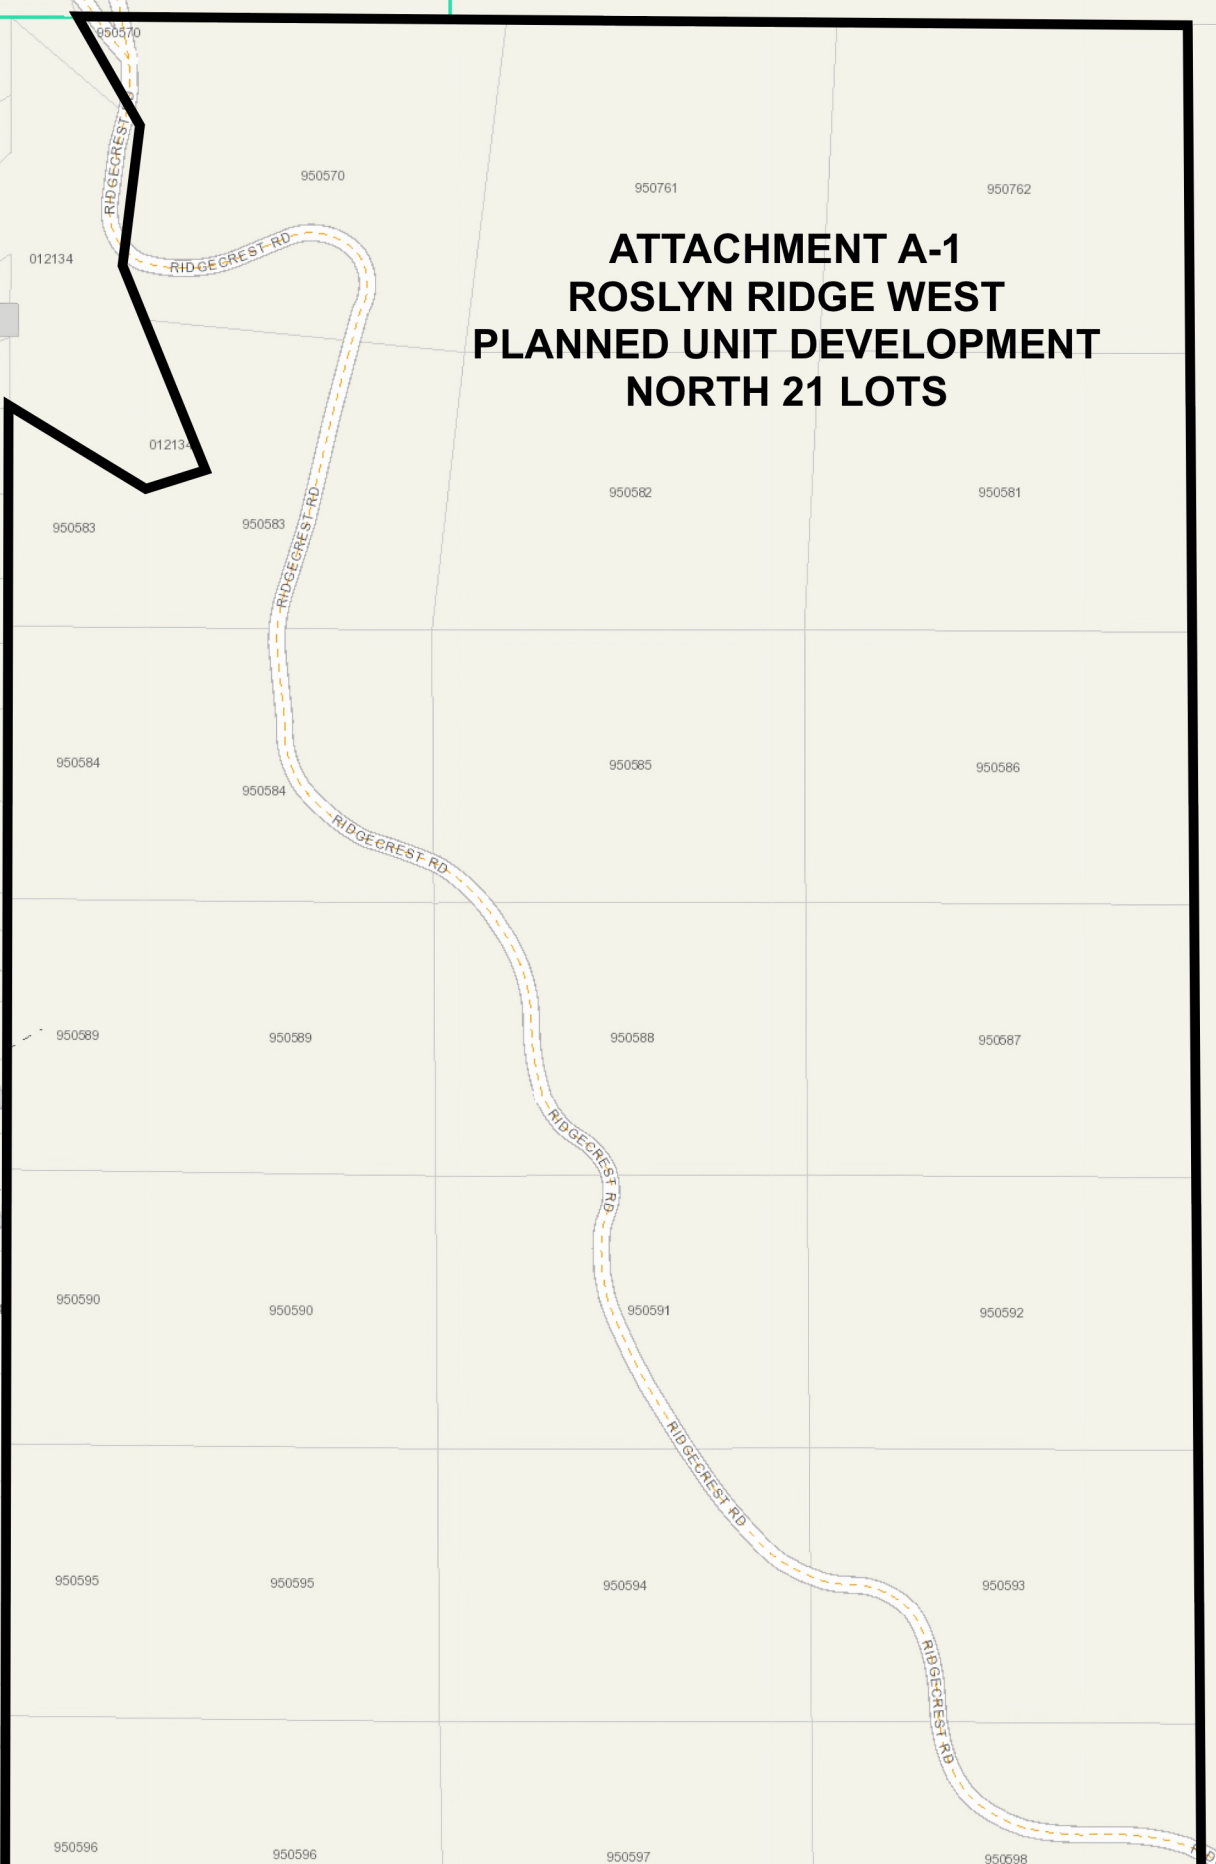 950570
RIDGECREST
950570
950761
950762
ATTACHMENT A-1
ROSLYN RIDGE WEST
PLANNED UNIT DEVELOPMENT
NORTH 21 LOTS
RIDGECREST RD
012134
012134
950582
950581
950583
950583
RIDGECREST RD
950584
950584
950585
950586
RIDGECREST RD
950589
950589
950588
950587
RIDGECREST RD
950590
950590
950591
950592
RIDGECREST RD
950595
950595
950594
950593
RIDGECREST RD
950596
950596
950597
950598